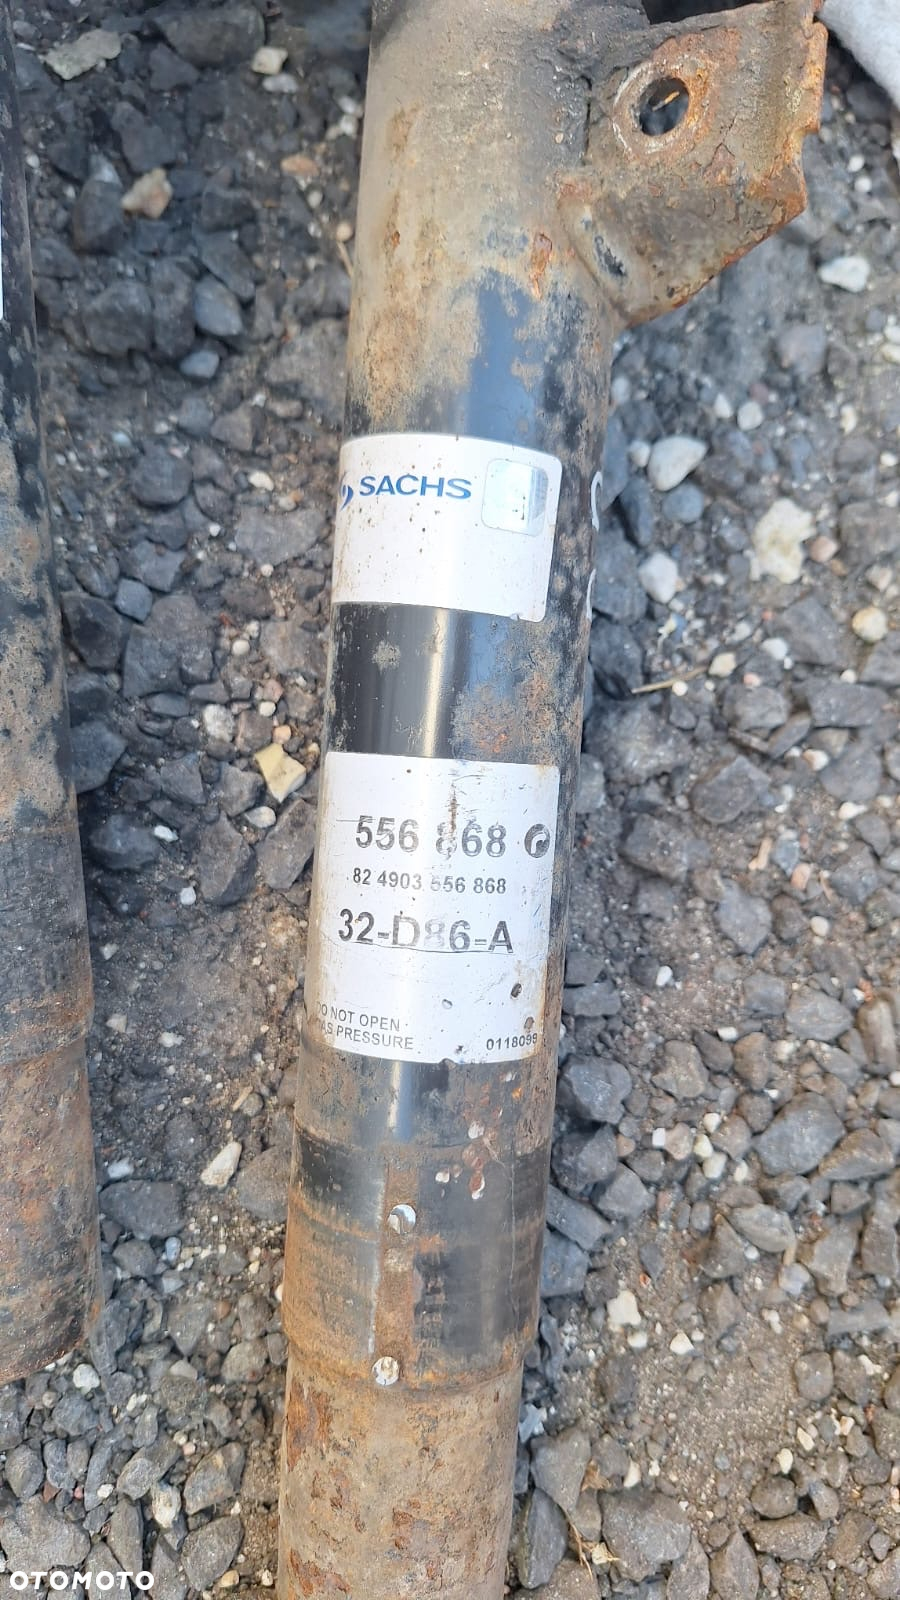 SACHS
556 868
82 4903 556 868
32-D86-A
DO NOT OPEN
GAS PRESSURE
0118099
OTOMOTO